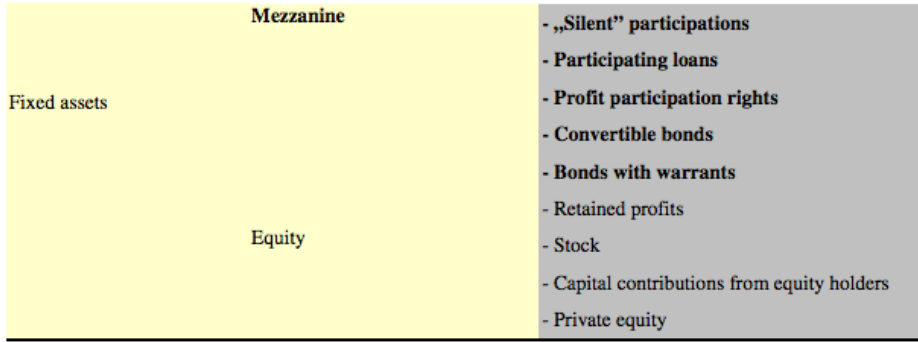 Mezzanine
- „Silent” participations
- Participating loans
Fixed assets
- Profit participation rights
- Convertible bonds
- Bonds with warrants
- Retained profits
Equity
- Stock
- Capital contributions from equity holders
- Private equity